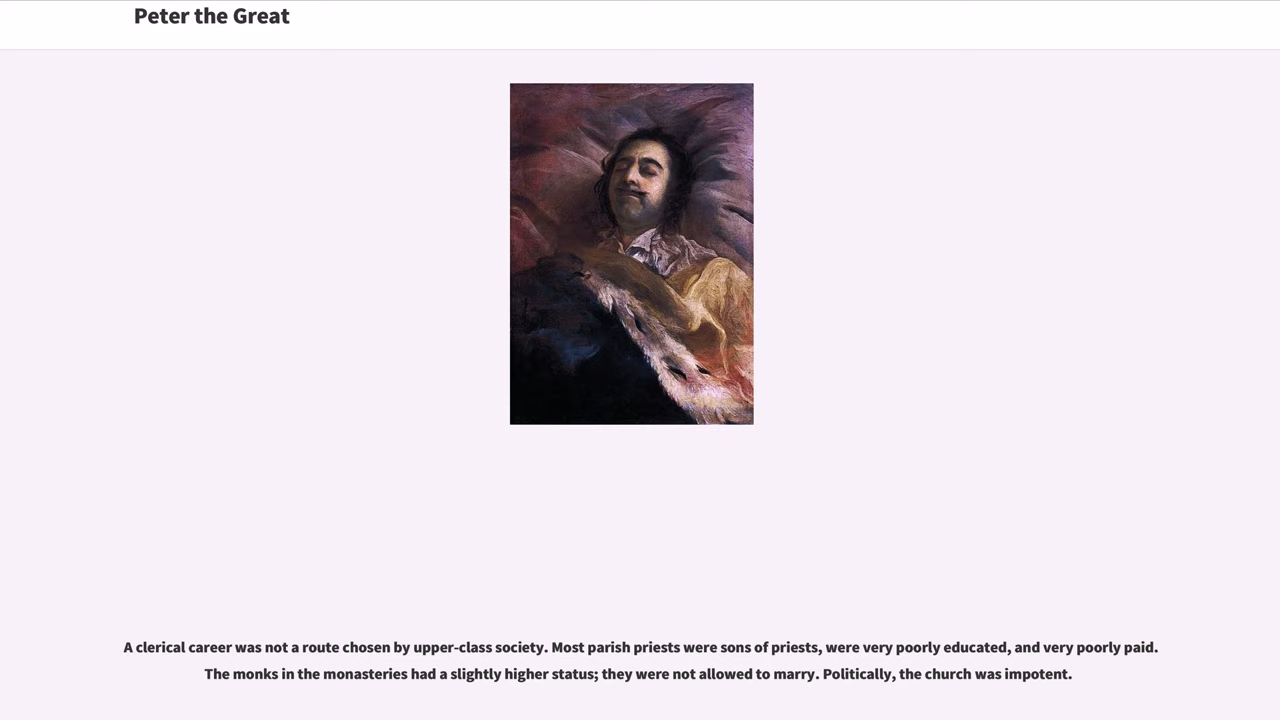 Peter the Great
A clerical career was not a route chosen by upper-class society. Most parish priests were sons of priests, were very poorly educated, and very poorly paid.
The monks in the monasteries had a slightly higher status; they were not allowed to marry. Politically, the church was impotent.